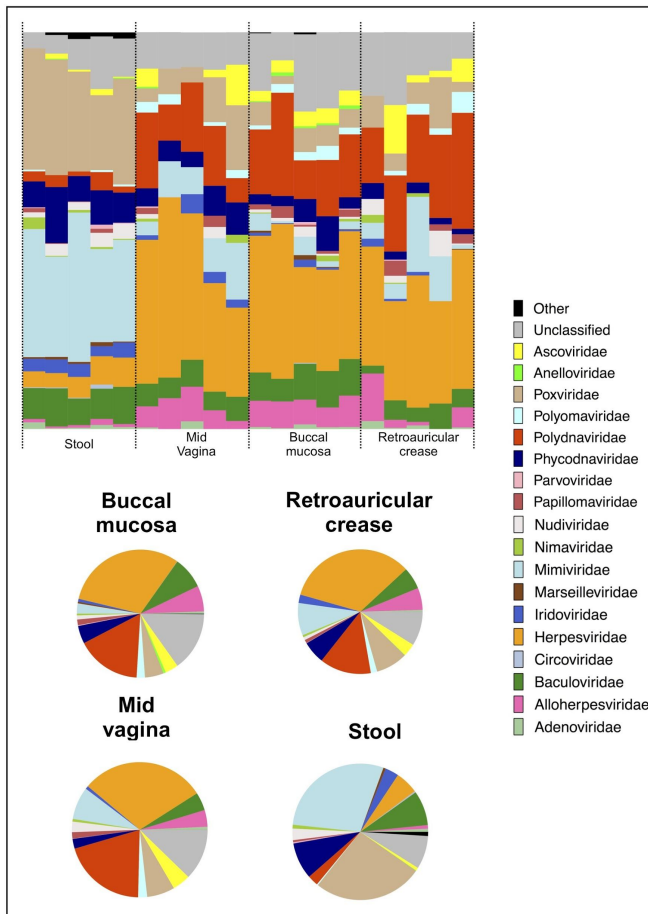 Stool
Mid
Vagina
Buccal
mucosa
Retroauricular
crease
Other
Unclassified
Ascoviridae
Anelloviridae
Poxviridae
Polyomaviridae
Polydnaviridae
Phycodnaviridae
Parvoviridae
Papillomaviridae
Nudiviridae
Nimaviridae
Mimiviridae
Marseilleviridae
Iridoviridae
Herpesviridae
Circoviridae
Baculoviridae
Alloherpesviridae
Adenoviridae
Buccal
mucosa
Retroauricular
crease
Mid
vagina
Stool